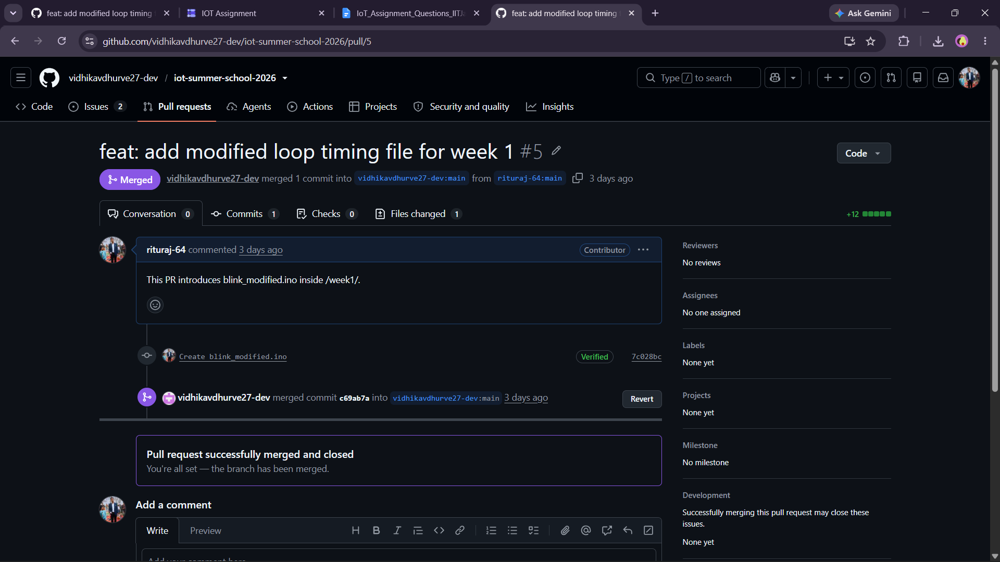 feat: add modified loop timing
IOT Assignment
IoT_Assignment_Questions_IITJa
feat: add modified loop timing
Ask Gemini
github.com/vidhikavdhurve27-dev/iot-summer-school-2026/pull/5
vidhikavdhurve27-dev / iot-summer-school-2026
Type / to search
Code
Issues 2
Pull requests
Agents
Actions
Projects
Security and quality
Insights
feat: add modified loop timing file for week 1 #5
Code
Merged
vidhikavdhurve27-dev merged 1 commit into vidhikavdhurve27-dev:main from rituraj-64:main 3 days ago
Conversation 0
Commits 1
Checks 0
Files changed 1
+12
rituraj-64 commented 3 days ago
Contributor
This PR introduces blink_modified.ino inside /week1/.
Create blink_modified.ino
Verified
7c028bc
vidhikavdhurve27-dev merged commit c69ab7a into vidhikavdhurve27-dev:main 3 days ago
Revert
Pull request successfully merged and closed
You're all set — the branch has been merged.
Add a comment
Write
Preview
Add your comment here
Reviewers
No reviews
Assignees
No one assigned
Labels
None yet
Projects
None yet
Milestone
No milestone
Development
Successfully merging this pull request may close these
issues.
None yet